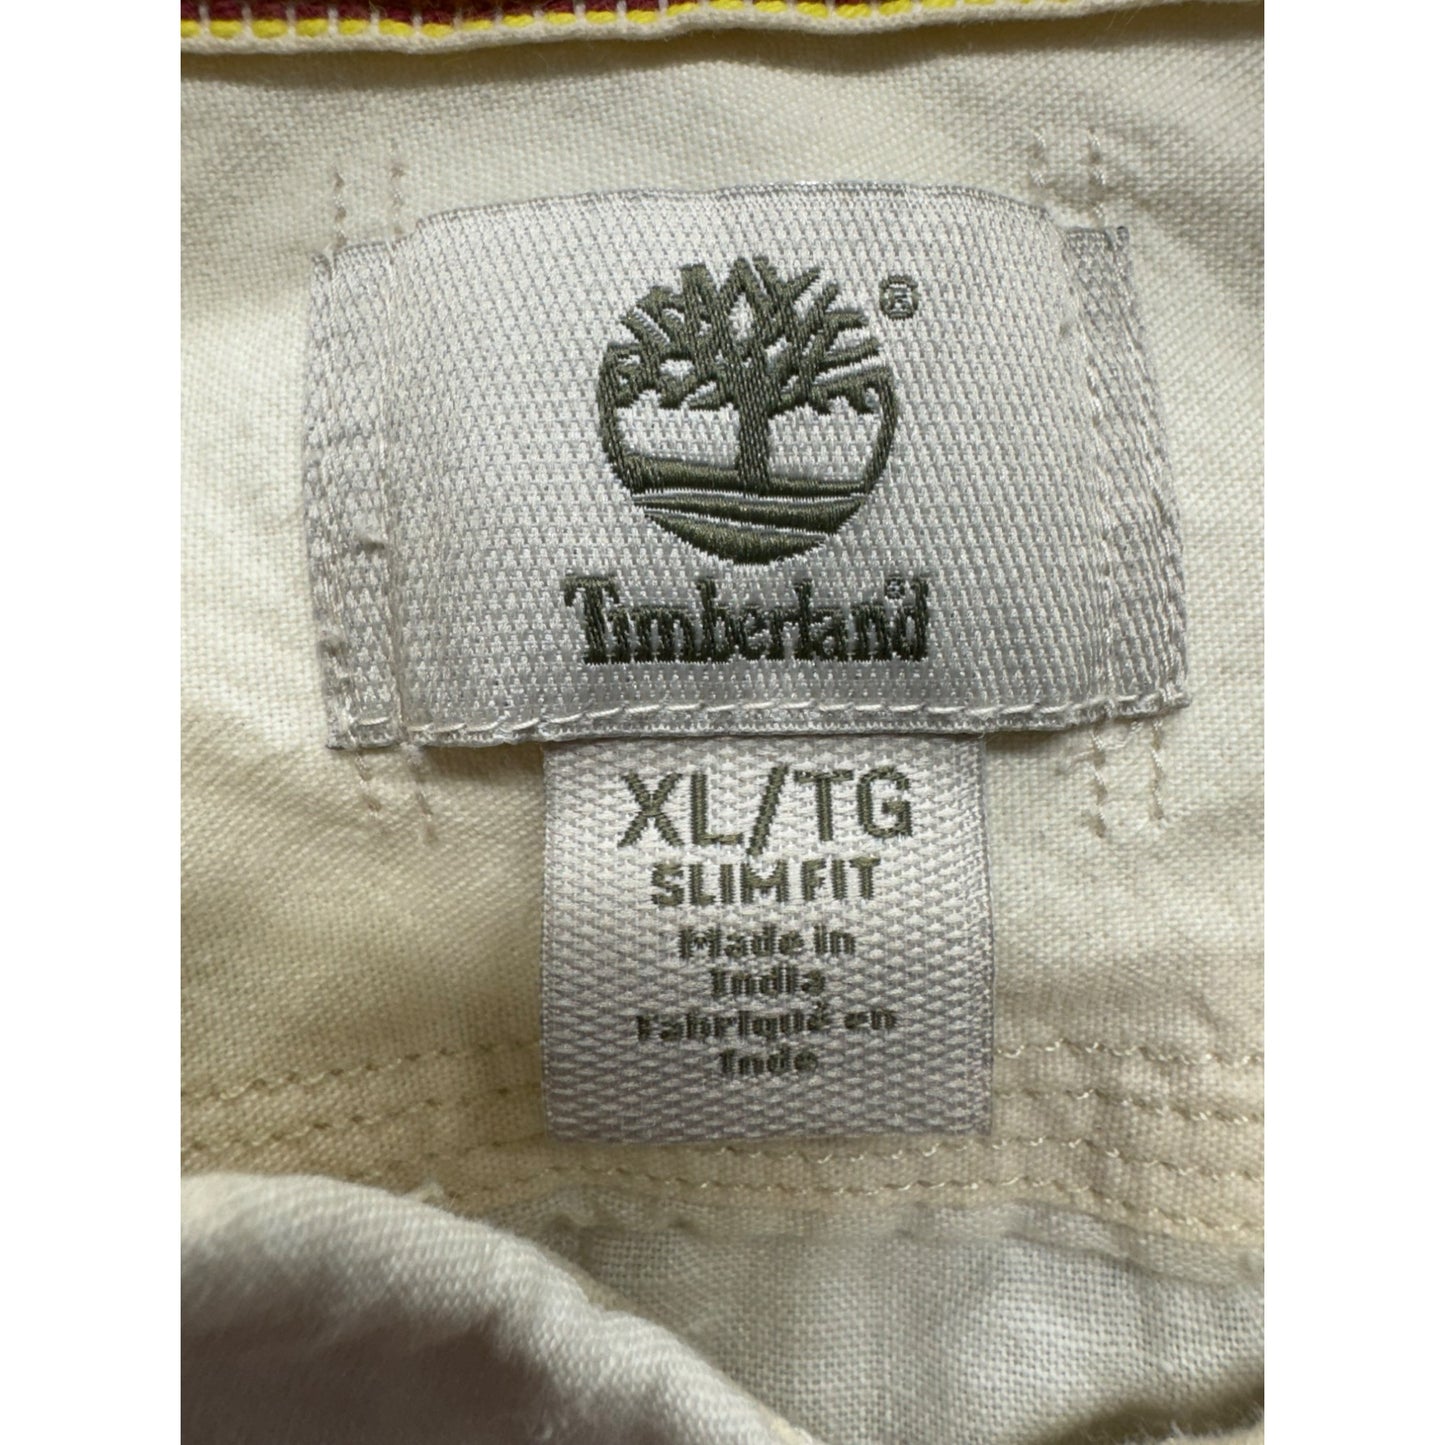 ®
Timberland®
XL/TG
SLIM FIT
Made in
India
Fabriqué en
Inde